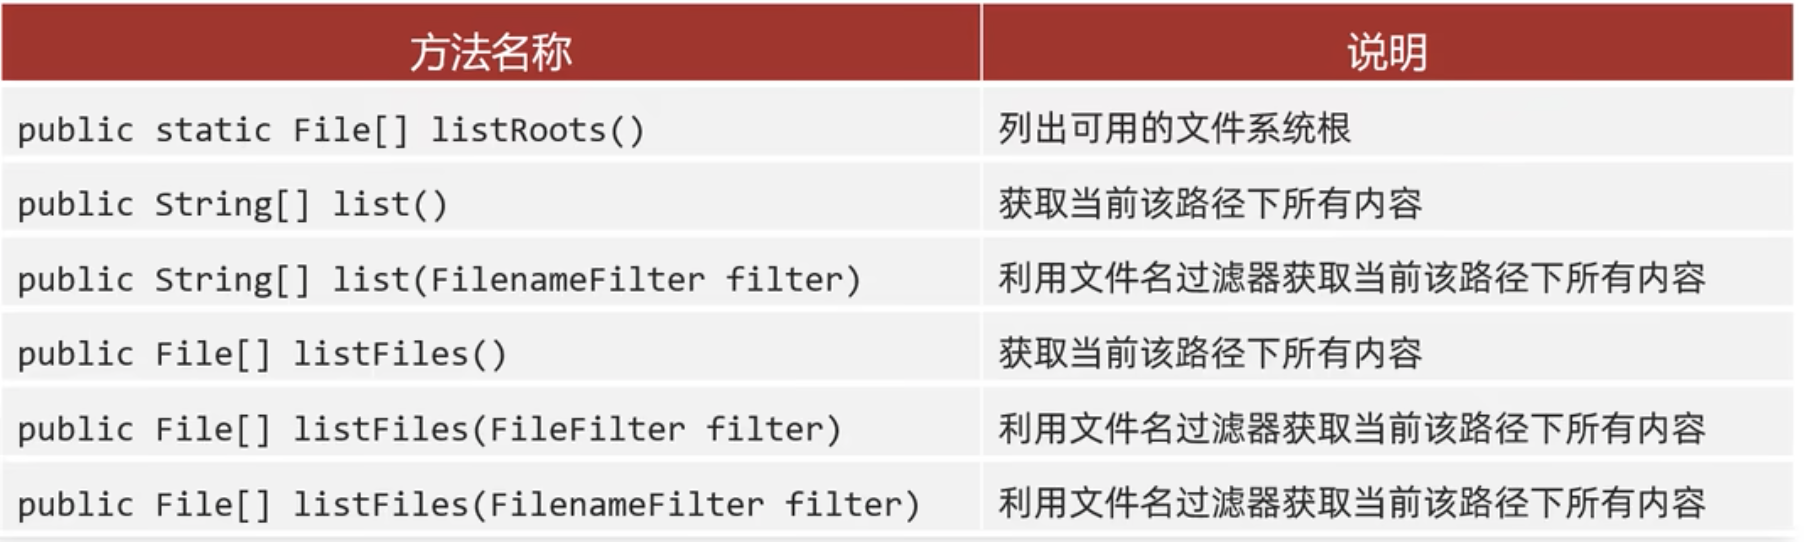 方法名称 说明
public static File[] listRoots() 列出可用的文件系统根
public String[] list() 获取当前该路径下所有内容
public String[] list(FilenameFilter filter) 利用文件名过滤器获取当前该路径下所有内容
public File[] listFiles() 获取当前该路径下所有内容
public File[] listFiles(FileFilter filter) 利用文件名过滤器获取当前该路径下所有内容
public File[] listFiles(FilenameFilter filter) 利用文件名过滤器获取当前该路径下所有内容